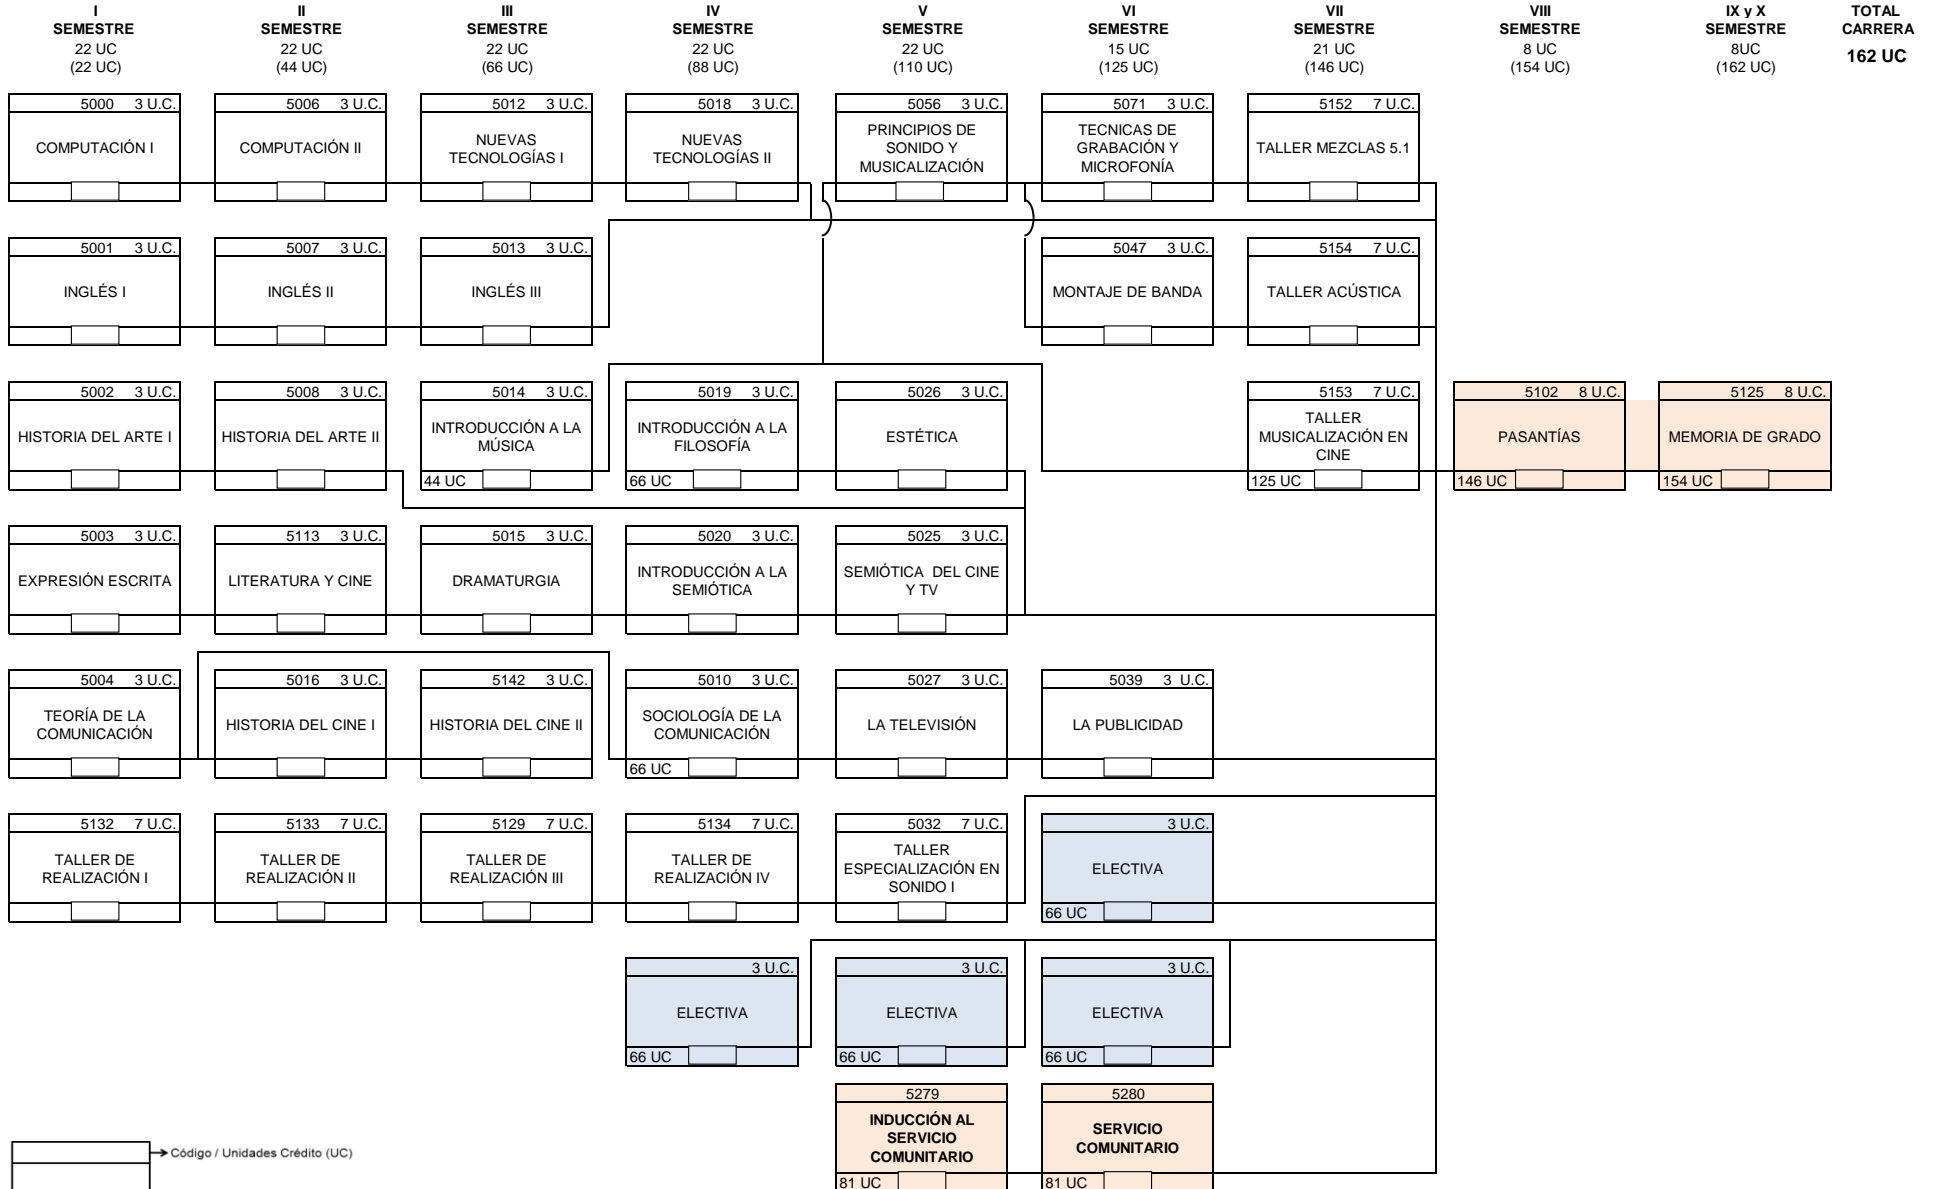 I
SEMESTRE
22 UC
(22 UC)
II
SEMESTRE
22 UC
(44 UC)
III
SEMESTRE
22 UC
(66 UC)
IV
SEMESTRE
22 UC
(88 UC)
V
SEMESTRE
22 UC
(110 UC)
VI
SEMESTRE
15 UC
(125 UC)
VII
SEMESTRE
21 UC
(146 UC)
VIII
SEMESTRE
8 UC
(154 UC)
IX y X
SEMESTRE
8UC
(162 UC)
TOTAL
CARRERA
162 UC
5000 3 U.C.
COMPUTACIÓN I
5006 3 U.C.
COMPUTACIÓN II
5012 3 U.C.
NUEVAS
TECNOLOGÍAS I
5018 3 U.C.
NUEVAS
TECNOLOGÍAS II
5056 3 U.C.
PRINCIPIOS DE
SONIDO Y
MUSICALIZACIÓN
5071 3 U.C.
TECNICAS DE
GRABACIÓN Y
MICROFONÍA
5152 7 U.C.
TALLER MEZCLAS 5.1
5001 3 U.C.
INGLÉS I
5007 3 U.C.
INGLÉS II
5013 3 U.C.
INGLÉS III
5047 3 U.C.
MONTAJE DE BANDA
5154 7 U.C.
TALLER ACÚSTICA
5002 3 U.C.
HISTORIA DEL ARTE I
5008 3 U.C.
HISTORIA DEL ARTE II
5014 3 U.C.
INTRODUCCIÓN A LA
MÚSICA
44 UC
5019 3 U.C.
INTRODUCCIÓN A LA
FILOSOFÍA
66 UC
5026 3 U.C.
ESTÉTICA
5153 7 U.C.
TALLER
MUSICALIZACIÓN EN
CINE
125 UC
5102 8 U.C.
PASANTÍAS
146 UC
5125 8 U.C.
MEMORIA DE GRADO
154 UC
5003 3 U.C.
EXPRESIÓN ESCRITA
5113 3 U.C.
LITERATURA Y CINE
5015 3 U.C.
DRAMATURGIA
5020 3 U.C.
INTRODUCCIÓN A LA
SEMIÓTICA
5025 3 U.C.
SEMIÓTICA DEL CINE
Y TV
5004 3 U.C.
TEORÍA DE LA
COMUNICACIÓN
5016 3 U.C.
HISTORIA DEL CINE I
5142 3 U.C.
HISTORIA DEL CINE II
5010 3 U.C.
SOCIOLOGÍA DE LA
COMUNICACIÓN
66 UC
5027 3 U.C.
LA TELEVISIÓN
5039 3 U.C.
LA PUBLICIDAD
5132 7 U.C.
TALLER DE
REALIZACIÓN I
5133 7 U.C.
TALLER DE
REALIZACIÓN II
5129 7 U.C.
TALLER DE
REALIZACIÓN III
5134 7 U.C.
TALLER DE
REALIZACIÓN IV
5032 7 U.C.
TALLER
ESPECIALIZACIÓN EN
SONIDO I
3 U.C.
ELECTIVA
66 UC
3 U.C.
ELECTIVA
66 UC
3 U.C.
ELECTIVA
66 UC
3 U.C.
ELECTIVA
66 UC
5279
INDUCCIÓN AL
SERVICIO
COMUNITARIO
81 UC
5280
SERVICIO
COMUNITARIO
81 UC
Código / Unidades Crédito (UC)